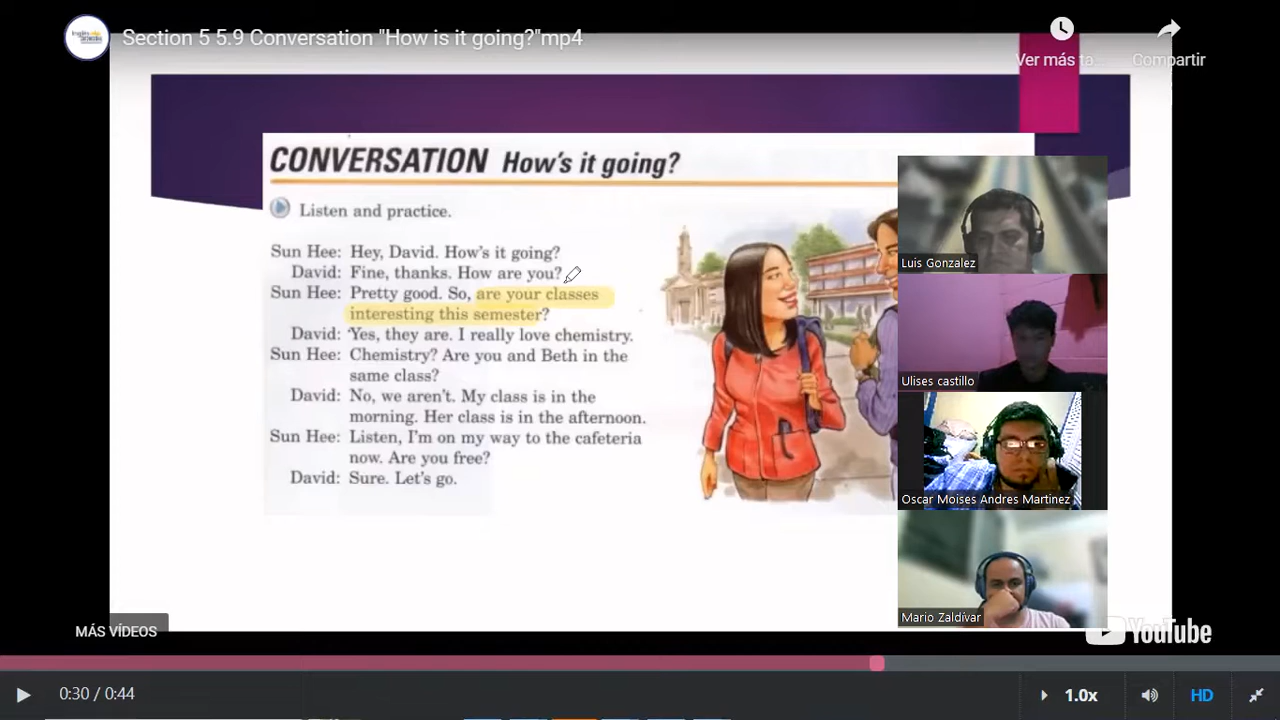 Section 5 5.9 Conversation "How is it going?"mp4
Ver más ta...
Compartir
CONVERSATION How's it going?
Listen and practice.
Sun Hee: Hey, David. How's it going?
David: Fine, thanks. How are you?
Sun Hee: Pretty good. So, are your classes
interesting this semester?
David: Yes, they are. I really love chemistry.
Sun Hee: Chemistry? Are you and Beth in the
same class?
David: No, we aren't. My class is in the
morning. Her class is in the afternoon.
Sun Hee: Listen, I'm on my way to the cafeteria
now. Are you free?
David: Sure. Let's go.
Luis Gonzalez
Ulises castillo
Oscar Moises Andres Martinez
Mario Zaldívar
MÁS VÍDEOS
YouTube
0:30 / 0:44
1.0x
HD